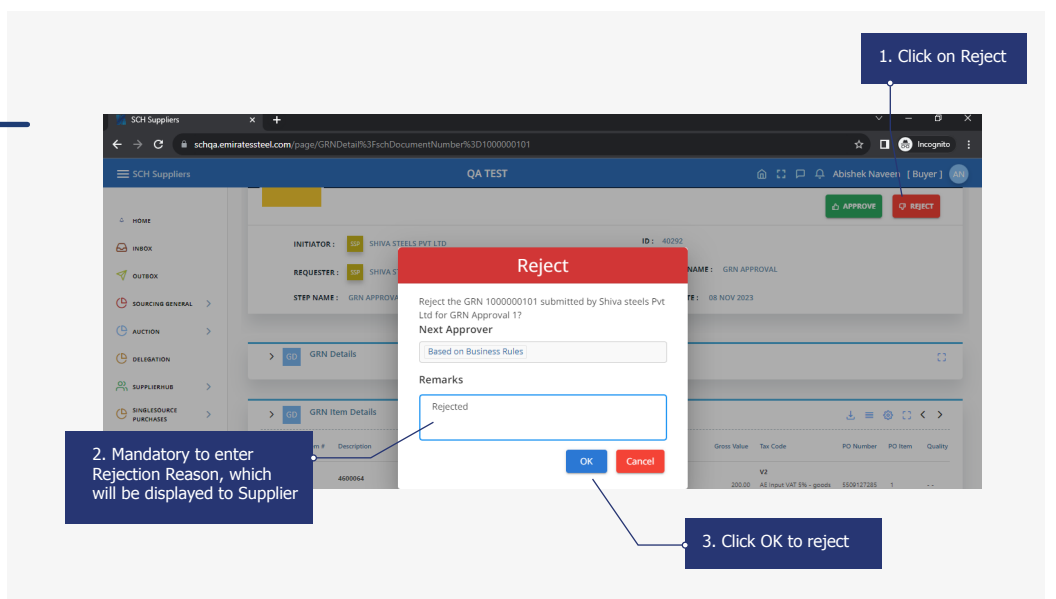 1. Click on Reject
SCH Suppliers
schqa.emiratessteel.com/page/GRNDetail%3FschDocumentNumber%3D1000000101
Incognito
SCH Suppliers
QA TEST
Abishek Naveen [ Buyer ]
AN
APPROVE
REJECT
HOME
INBOX
OUTBOX
SOURCING GENERAL
AUCTION
DELEGATION
SUPPLIERHUB
SINGLESOURCE
PURCHASES
INITIATOR : SSP SHIVA STEELS PVT LTD
ID : 40292
REQUESTER : SSP SHIVA S
NAME : GRN APPROVAL
STEP NAME : GRN APPROVA
TE : 08 NOV 2023
Reject
Reject the GRN 1000000101 submitted by Shiva steels Pvt
Ltd for GRN Approval 1?
Next Approver
Based on Business Rules
Remarks
Rejected
OK
Cancel
GD GRN Details
GD GRN Item Details
m # Description
Gross Value Tax Code PO Number PO Item Quality
4600064
V2
200.00 AE Input VAT 5% - goods 5509127285 1 - -
2. Mandatory to enter
Rejection Reason, which
will be displayed to Supplier
3. Click OK to reject